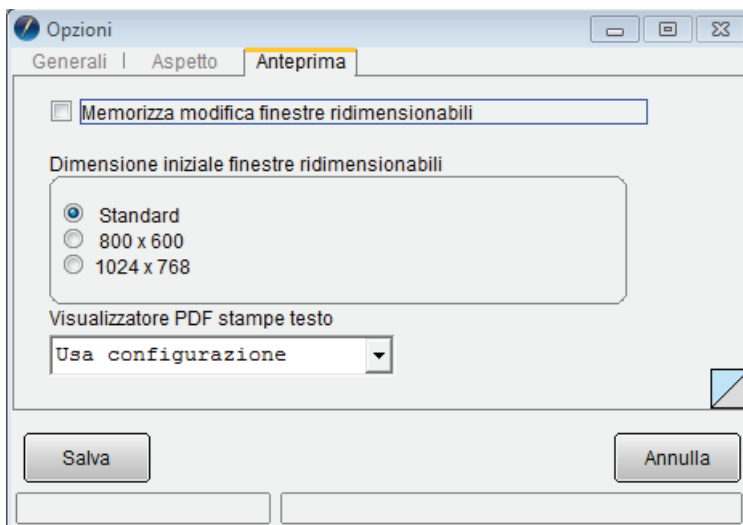 Opzioni
Generali Aspetto Anteprima
Memorizza modifica finestre ridimensionabili
Dimensione iniziale finestre ridimensionabili
Standard
800 x 600
1024 x 768
Visualizzatore PDF stampe testo
Usa configurazione
Salva Annulla